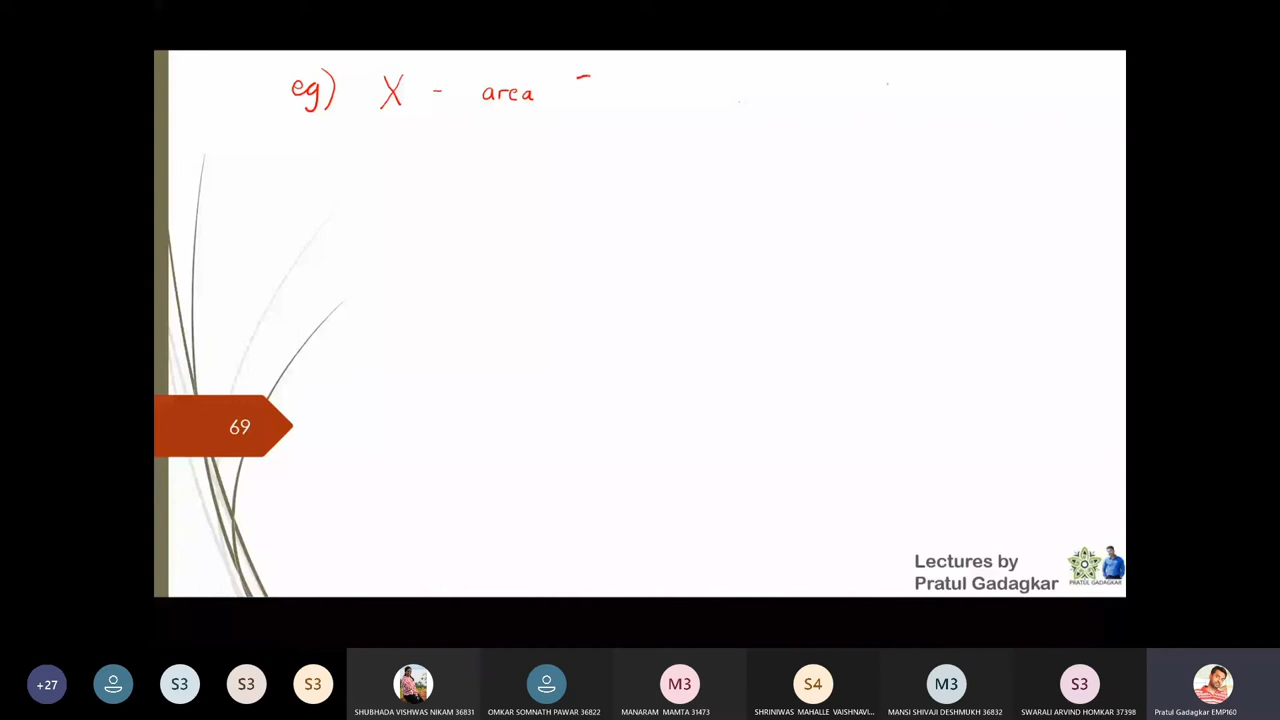 eg) X - area -
69
Lectures by
Pratul Gadagkar
PRATUL GADAGKAR
+27
S3
S3
S3
SHUBHADA VISHWAS NIKAM 36831
OMKAR SOMNATH PAWAR 36822
M3
MANARAM MAMTA 31473
S4
SHRINIWAS MAHALLE VAISHNAVI...
M3
MANSI SHIVAJI DESHMUKH 36832
S3
SWARALI ARVIND HOMKAR 37398
Pratul Gadagkar EMP160